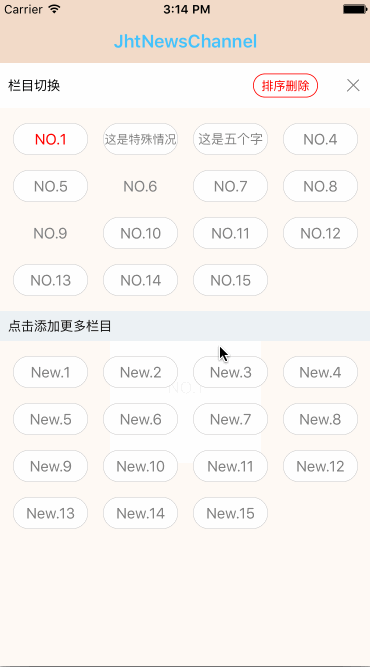 Carrier 3:14 PM
JhtNewsChannel
栏目切换 排序删除
NO.1 这是特殊情况 这是五个字 NO.4
NO.5 NO.6 NO.7 NO.8
NO.9 NO.10 NO.11 NO.12
NO.13 NO.14 NO.15
点击添加更多栏目
New.1 New.2 New.3 New.4
New.5 New.6 New.7 New.8
New.9 New.10 New.11 New.12
New.13 New.14 New.15